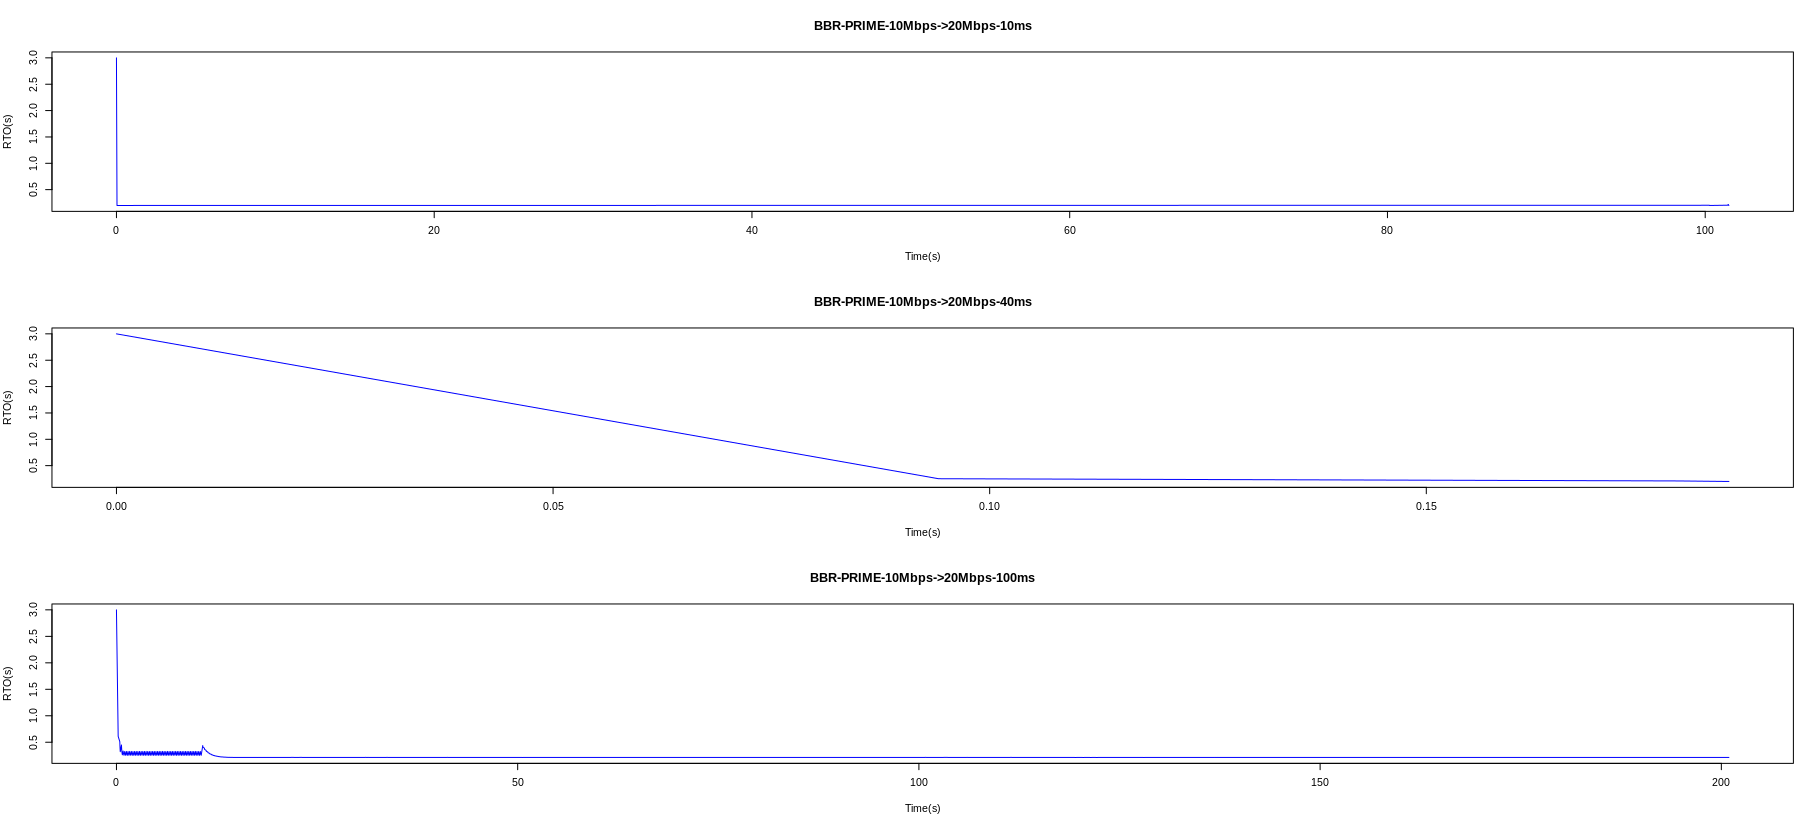 BBR-PRIME-10Mbps->20Mbps-10ms
RTO(s)
3.0
2.5
2.0
1.5
1.0
0.5
0 20 40 60 80 100
Time(s)
BBR-PRIME-10Mbps->20Mbps-40ms
RTO(s)
3.0
2.5
2.0
1.5
1.0
0.5
0.00 0.05 0.10 0.15
Time(s)
BBR-PRIME-10Mbps->20Mbps-100ms
RTO(s)
3.0
2.5
2.0
1.5
1.0
0.5
0 50 100 150 200
Time(s)